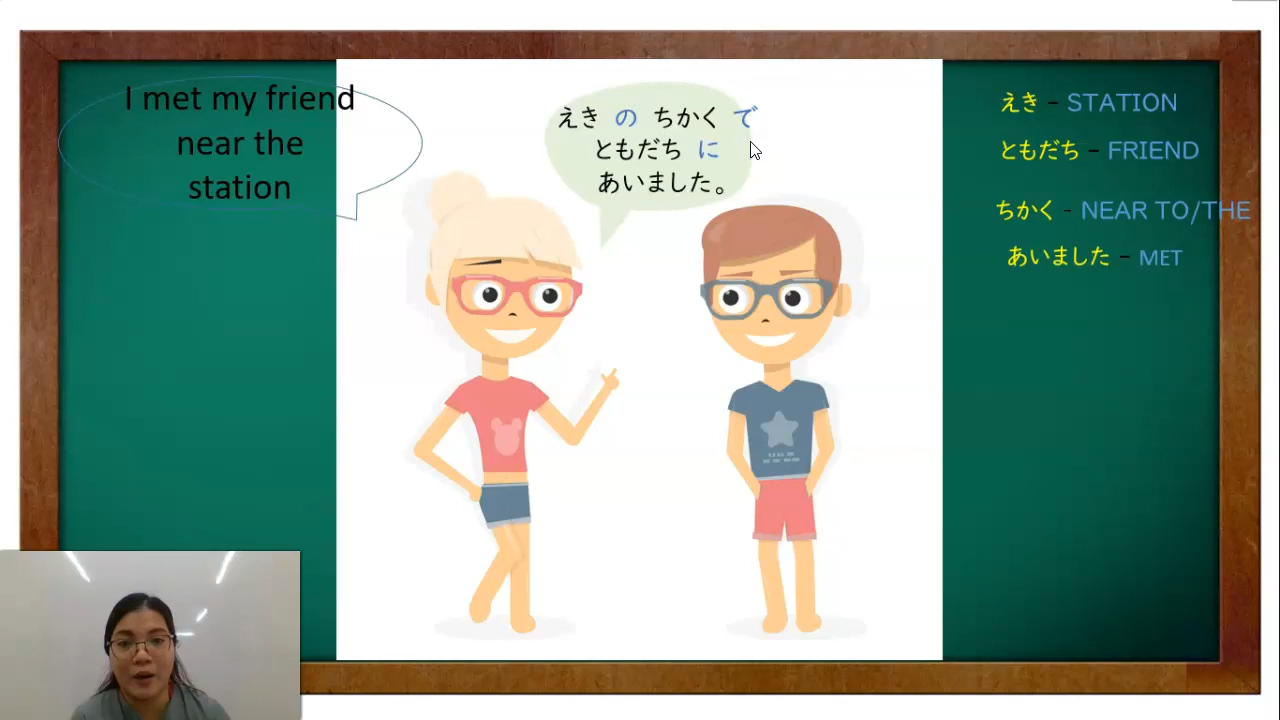 I met my friend
near the
station
えき の ちかく で
ともだち に
あいました。
えき – STATION
ともだち – FRIEND
ちかく - NEAR TO/THE
あいました – MET